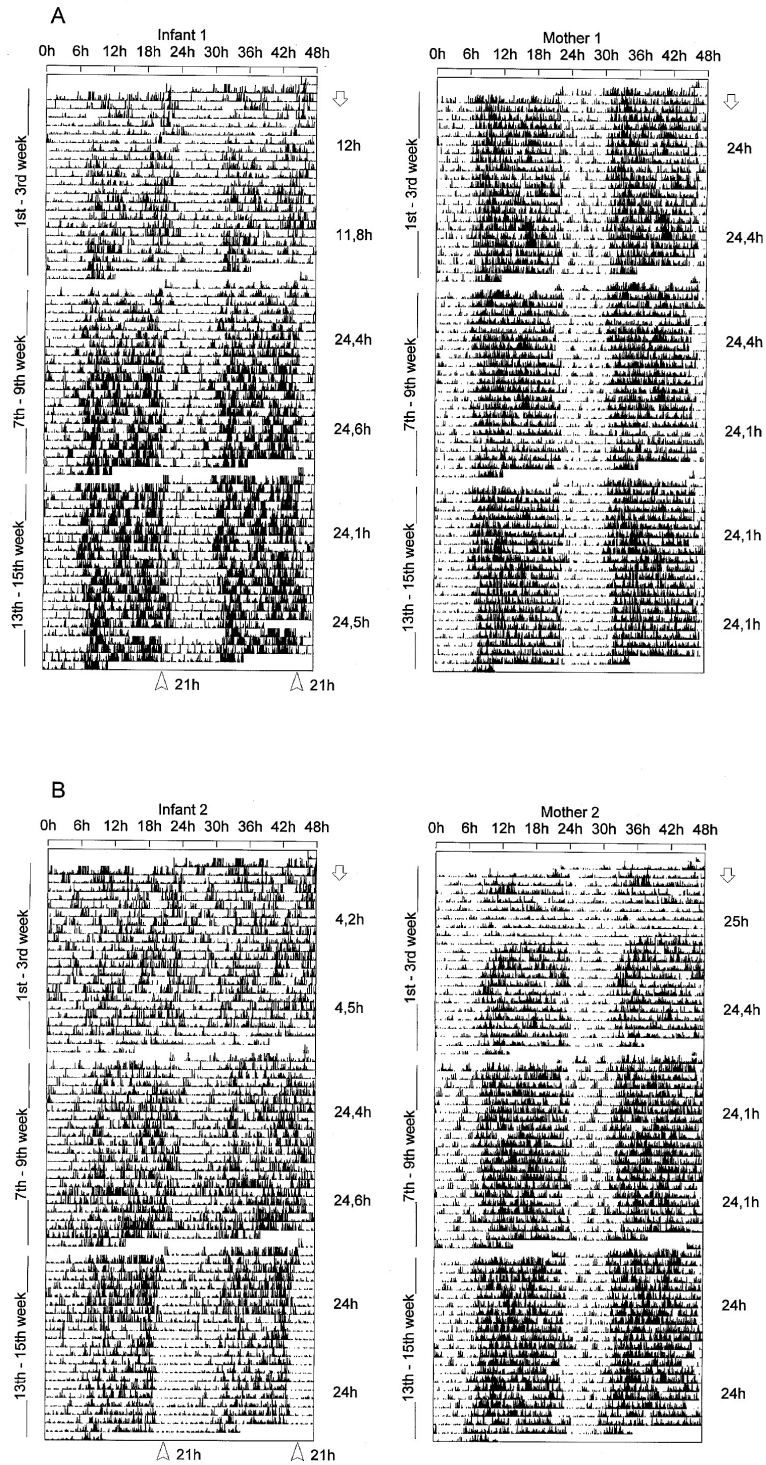 A
Infant 1
0h 6h 12h 18h 24h 30h 36h 42h 48h
1st - 3rd week
12h
11,8h
7th - 9th week
24,4h
24,6h
13th - 15th week
24,1h
24,5h
21h 21h
Mother 1
0h 6h 12h 18h 24h 30h 36h 42h 48h
1st - 3rd week
24h
24,4h
7th - 9th week
24,4h
24,1h
13th - 15th week
24,1h
24,1h
B
Infant 2
0h 6h 12h 18h 24h 30h 36h 42h 48h
1st - 3rd week
4,2h
4,5h
7th - 9th week
24,4h
24,6h
13th - 15th week
24h
24h
21h 21h
Mother 2
0h 6h 12h 18h 24h 30h 36h 42h 48h
1st - 3rd week
25h
24,4h
7th - 9th week
24,1h
24,1h
13th - 15th week
24h
24h